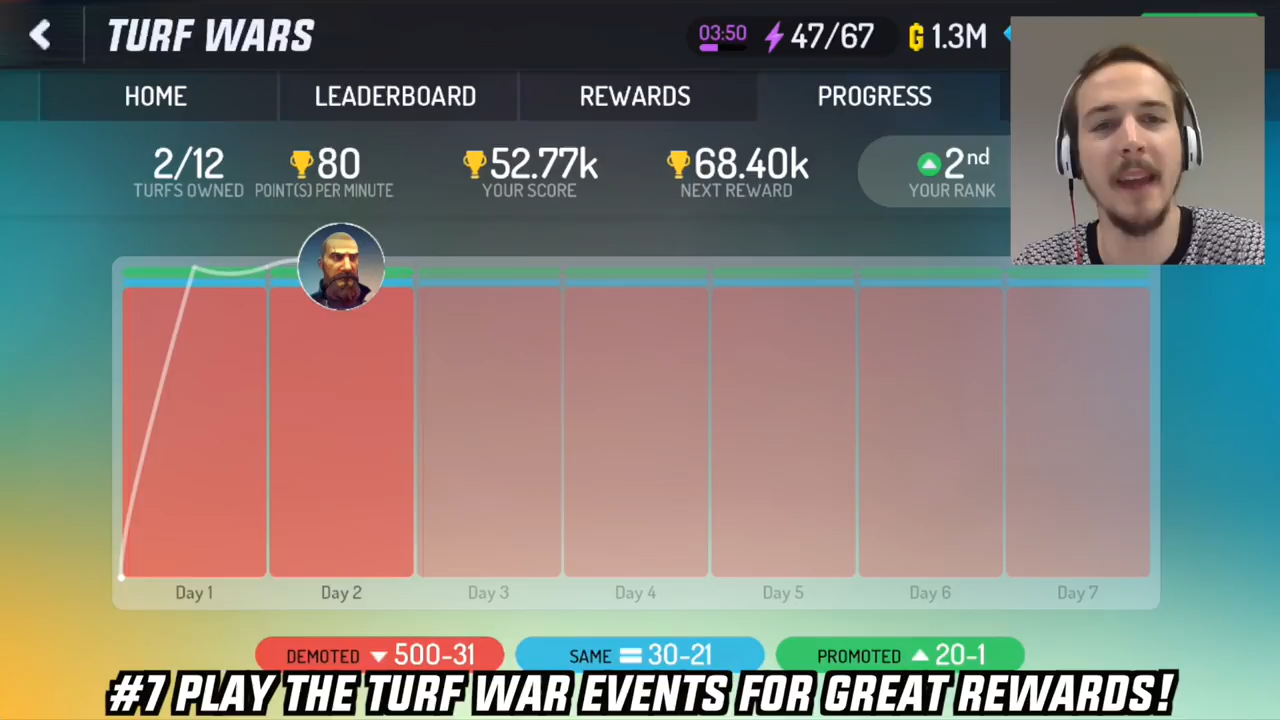 TURF WARS
03:50 47/67 1.3M
HOME LEADERBOARD REWARDS PROGRESS
2/12 80 52.77k 68.40k 2nd
TURFS OWNED POINT(S) PER MINUTE YOUR SCORE NEXT REWARD YOUR RANK
Day 1 Day 2 Day 3 Day 4 Day 5 Day 6 Day 7
DEMOTED 500-31 SAME 30-21 PROMOTED 20-1
#7 PLAY THE TURF WAR EVENTS FOR GREAT REWARDS!